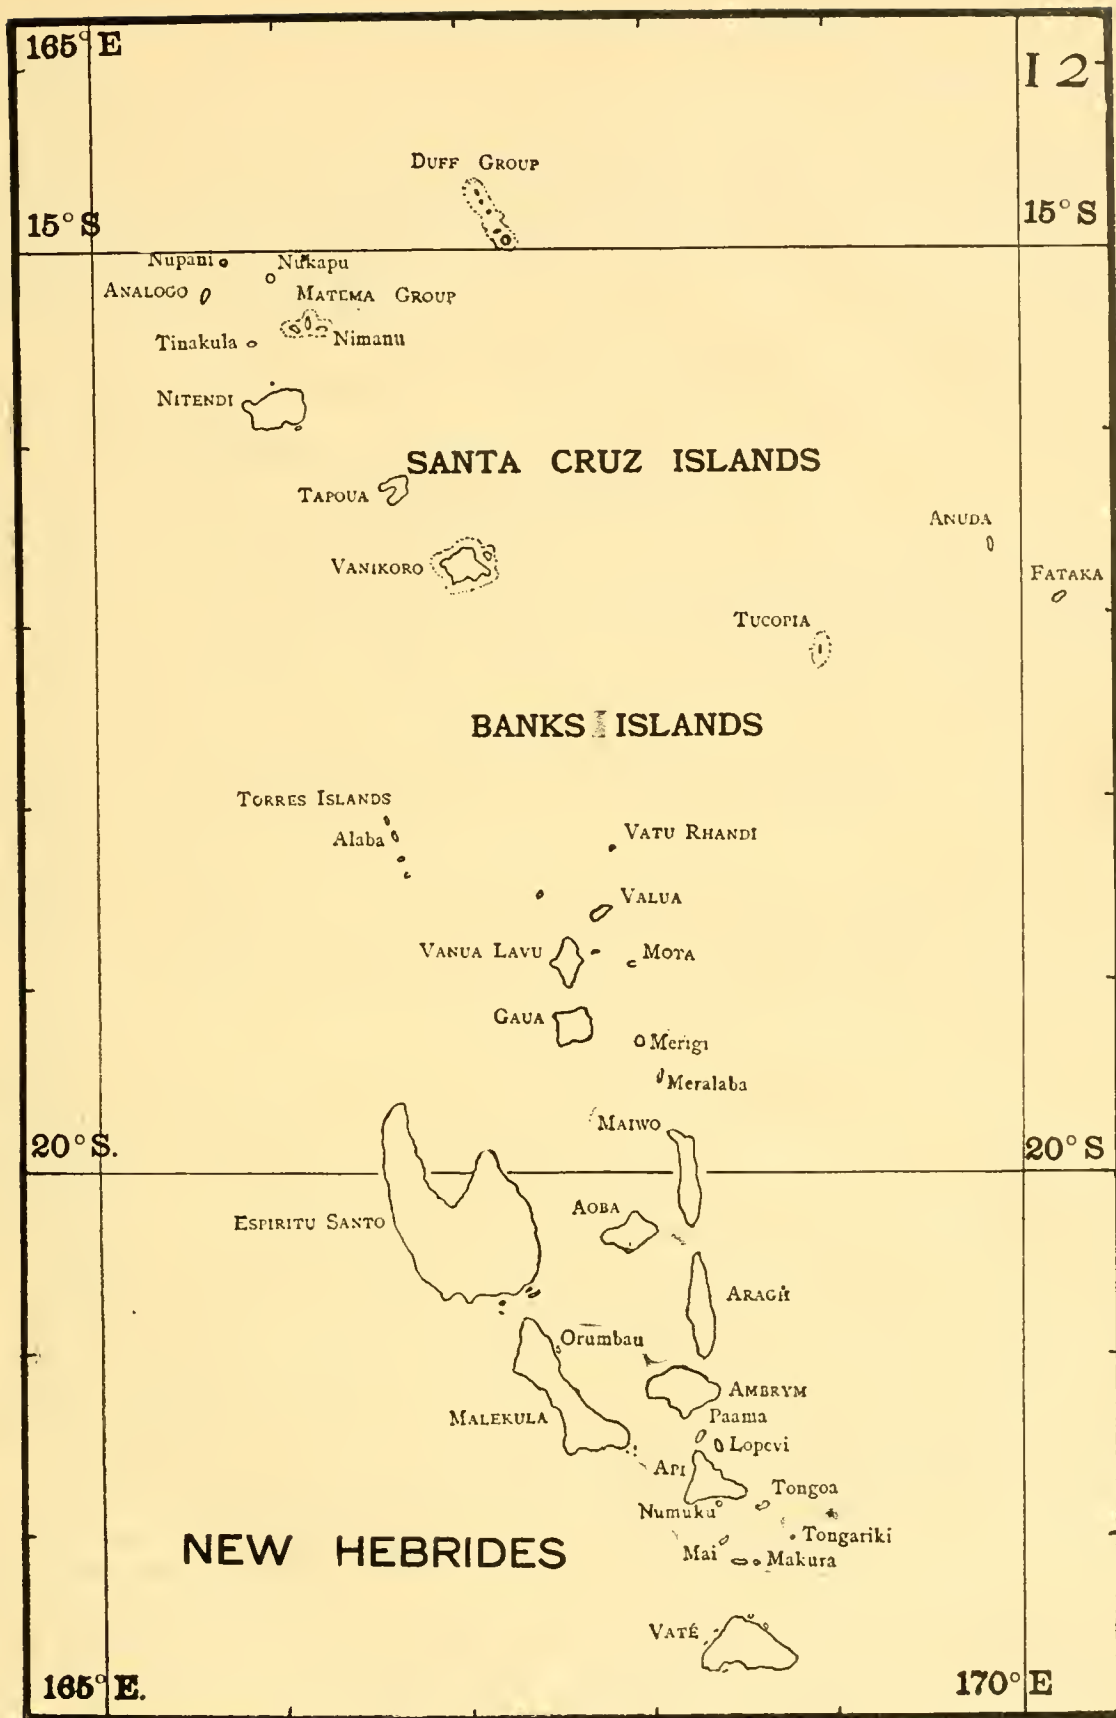 165° E
I 2
DUFF GROUP
15° S
15° S
Nupani
Nukapu
ANALOGO
MATEMA GROUP
Tinakula
Nimanu
NITENDI
SANTA CRUZ ISLANDS
TAPOUA
ANUDA
VANIKORO
FATAKA
TUCOPIA
BANKS ISLANDS
TORRES ISLANDS
Alaba
VATU RHANDI
VALUA
VANUA LAVU
MOTA
GAUA
Merigi
Meralaba
MAIWO
20° S.
20° S
AOBA
ESPIRITU SANTO
ARAGH
Orumbau
AMBRYM
MALEKULA
Paama
Lopevi
API
Tongoa
Numuku
Tongariki
NEW HEBRIDES
Mai
Makura
VATÉ
165° E.
170° E